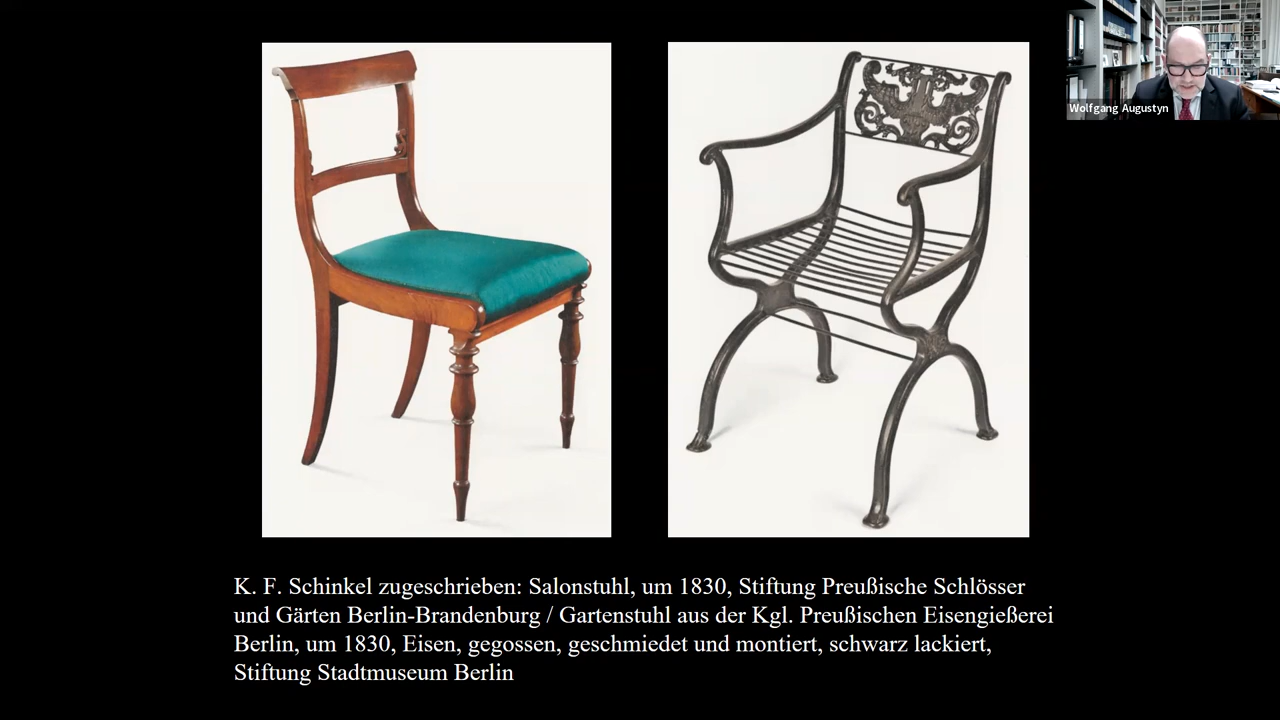 Wolfgang Augustyn
K. F. Schinkel zugeschrieben: Salonstuhl, um 1830, Stiftung Preußische Schlösser
und Gärten Berlin-Brandenburg / Gartenstuhl aus der Kgl. Preußischen Eisengießerei
Berlin, um 1830, Eisen, gegossen, geschmiedet und montiert, schwarz lackiert,
Stiftung Stadtmuseum Berlin